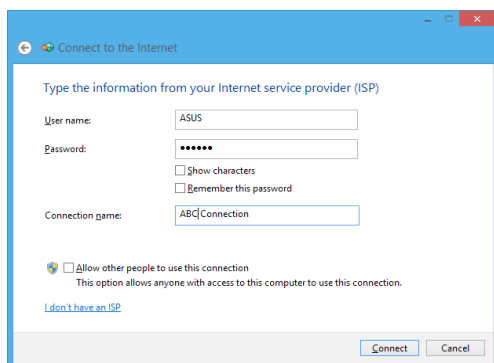 Connect to the Internet
Type the information from your Internet service provider (ISP)
User name:
ASUS
Password:
••••••
Show characters
Remember this password
Connection name:
ABC Connection
Allow other people to use this connection
This option allows anyone with access to this computer to use this connection.
I don't have an ISP
Connect
Cancel